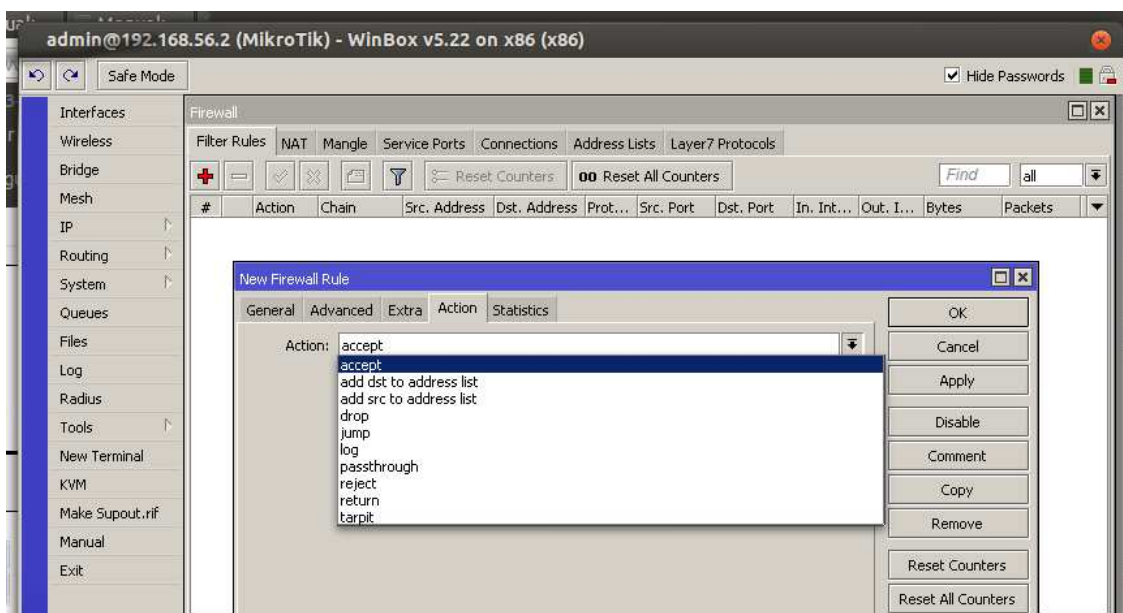 admin@192.168.56.2 (MikroTik) - WinBox v5.22 on x86 (x86)
Safe Mode
Hide Passwords
Interfaces
Wireless
Bridge
Mesh
IP
Routing
System
Queues
Files
Log
Radius
Tools
New Terminal
KVM
Make Supout.rif
Manual
Exit
Firewall
Filter Rules NAT Mangle Service Ports Connections Address Lists Layer7 Protocols
Reset Counters 00 Reset All Counters Find all
# Action Chain Src. Address Dst. Address Prot... Src. Port Dst. Port In. Int... Out. I... Bytes Packets
New Firewall Rule
General Advanced Extra Action Statistics
Action: accept
accept
add dst to address list
add src to address list
drop
jump
log
passthrough
reject
return
tarpit
OK
Cancel
Apply
Disable
Comment
Copy
Remove
Reset Counters
Reset All Counters